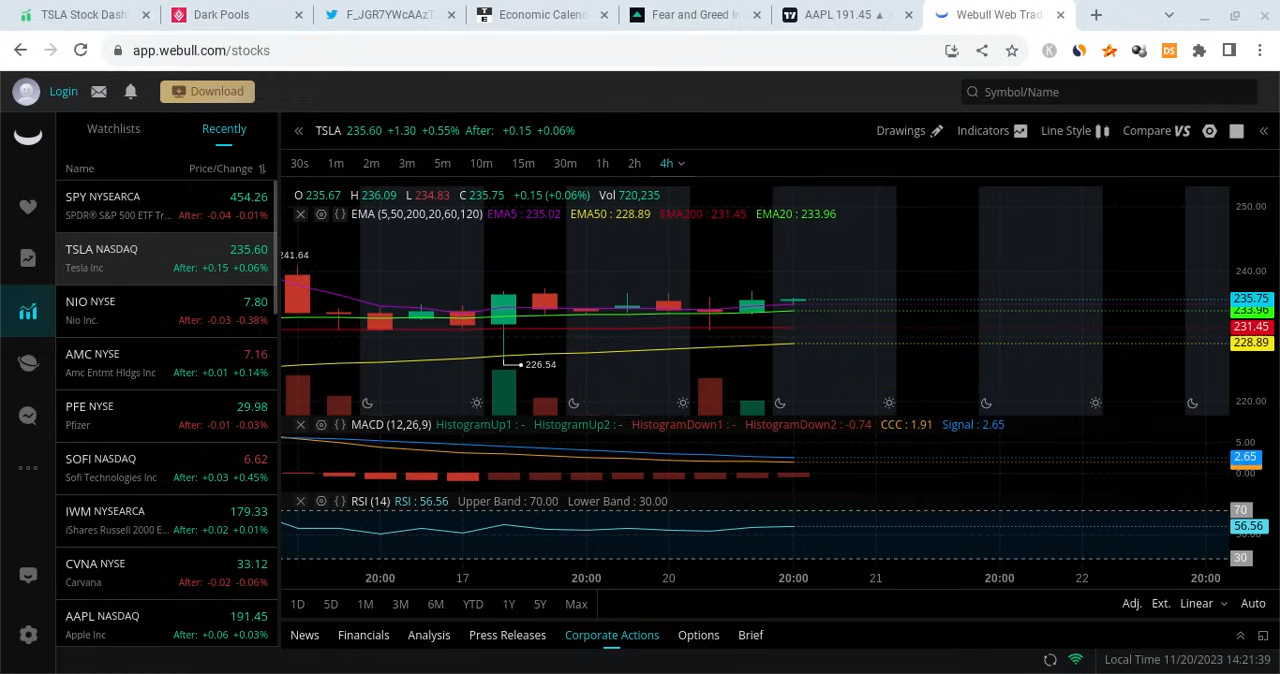 TSLA Stock Dash
Dark Pools
F_JGR7YWcAAzT
Economic Calen
Fear and Greed In
AAPL 191.45 ▲
Webull Web Trad
app.webull.com/stocks
Login
Download
Symbol/Name
Watchlists
Recently
Name Price/Change
SPY NYSEARCA 454.26
SPDR® S&P 500 ETF Tr... After: -0.04 -0.01%
TSLA NASDAQ 235.60
Tesla Inc After: +0.15 +0.06%
NIO NYSE 7.80
Nio Inc. After: -0.03 -0.38%
AMC NYSE 7.16
Amc Entmt Hldgs Inc After: +0.01 +0.14%
PFE NYSE 29.98
Pfizer After: -0.01 -0.03%
SOFI NASDAQ 6.62
Sofi Technologies Inc After: +0.03 +0.45%
IWM NYSEARCA 179.33
iShares Russell 2000 E... After: +0.02 +0.01%
CVNA NYSE 33.12
Carvana After: -0.02 -0.06%
AAPL NASDAQ 191.45
Apple Inc After: +0.06 +0.03%
TSLA 235.60 +1.30 +0.55% After: +0.15 +0.06%
Drawings Indicators Line Style Compare VS
30s 1m 2m 3m 5m 10m 15m 30m 1h 2h 4h
O 235.67 H 236.09 L 234.83 C 235.75 +0.15 (+0.06%) Vol 720,235
{} EMA (5,50,200,20,60,120) EMA5 : 235.02 EMA50 : 228.89 EMA200 : 231.45 EMA20 : 233.96
241.64
226.54
250.00
240.00
235.75
233.96
231.45
228.89
220.00
{} MACD (12,26,9) HistogramUp1 : - HistogramUp2 : - HistogramDown1 : - HistogramDown2 : -0.74 CCC : 1.91 Signal : 2.65
5.00
2.65
0.00
{} RSI (14) RSI : 56.56 Upper Band : 70.00 Lower Band : 30.00
70
56.56
30
20:00 17 20:00 20 20:00 21 20:00 22 20:00
1D 5D 1M 3M 6M YTD 1Y 5Y Max
Adj. Ext. Linear Auto
News Financials Analysis Press Releases Corporate Actions Options Brief
Local Time 11/20/2023 14:21:39